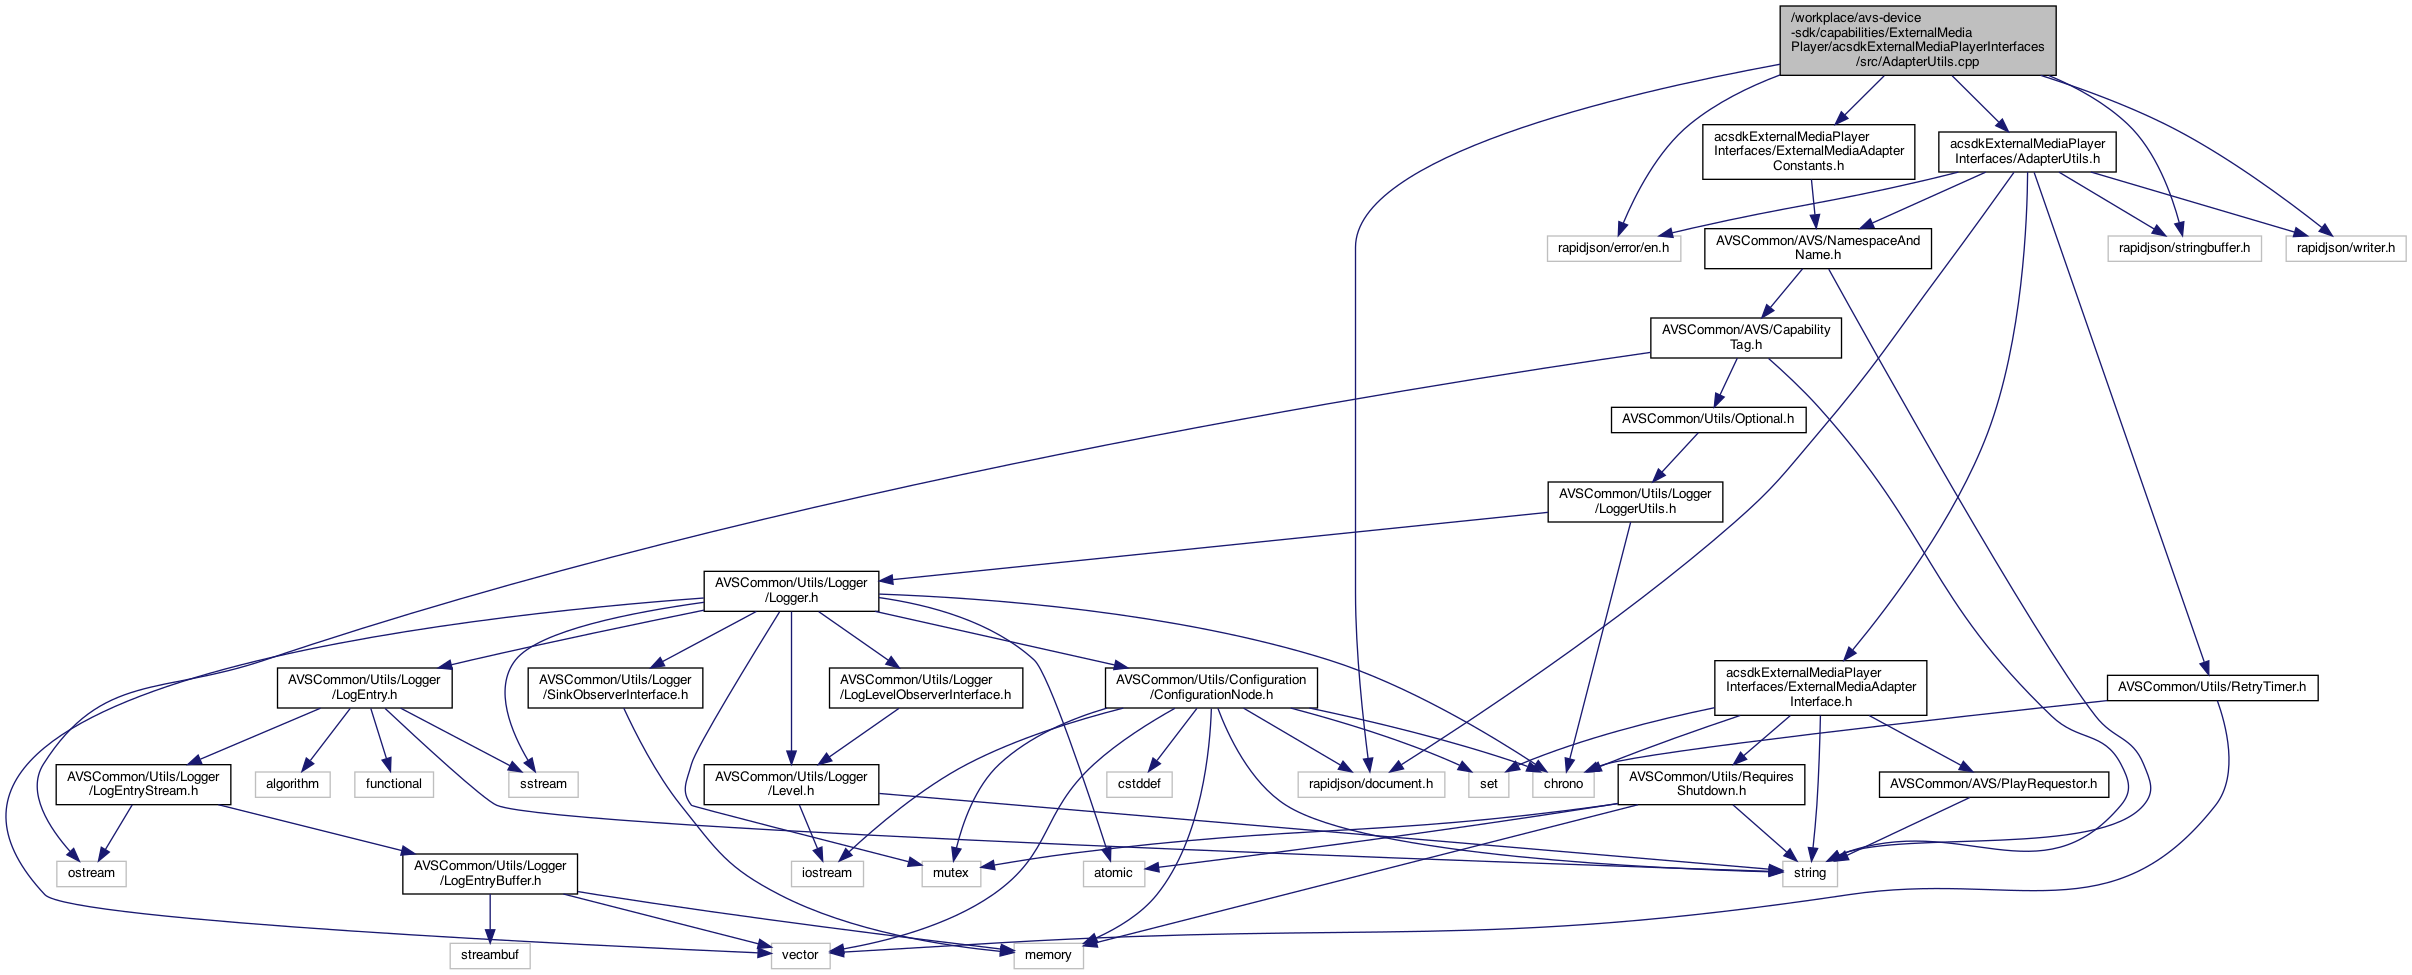 /workplace/avs-device
-sdk/capabilities/ExternalMedia
Player/acsdkExternalMediaPlayerInterfaces
/src/AdapterUtils.cpp
acsdkExternalMediaPlayer
Interfaces/ExternalMediaAdapter
Constants.h
acsdkExternalMediaPlayer
Interfaces/AdapterUtils.h
rapidjson/error/en.h
AVSCommon/AVS/NamespaceAnd
Name.h
rapidjson/stringbuffer.h
rapidjson/writer.h
AVSCommon/AVS/Capability
Tag.h
AVSCommon/Utils/Optional.h
AVSCommon/Utils/Logger
/LoggerUtils.h
AVSCommon/Utils/Logger
/Logger.h
AVSCommon/Utils/Logger
/LogEntry.h
AVSCommon/Utils/Logger
/SinkObserverInterface.h
AVSCommon/Utils/Logger
/LogLevelObserverInterface.h
AVSCommon/Utils/Configuration
/ConfigurationNode.h
acsdkExternalMediaPlayer
Interfaces/ExternalMediaAdapter
Interface.h
AVSCommon/Utils/RetryTimer.h
AVSCommon/Utils/Logger
/LogEntryStream.h
algorithm
functional
sstream
AVSCommon/Utils/Logger
/Level.h
cstddef
rapidjson/document.h
set
chrono
AVSCommon/Utils/Requires
Shutdown.h
AVSCommon/AVS/PlayRequestor.h
ostream
AVSCommon/Utils/Logger
/LogEntryBuffer.h
iostream
mutex
atomic
string
streambuf
vector
memory